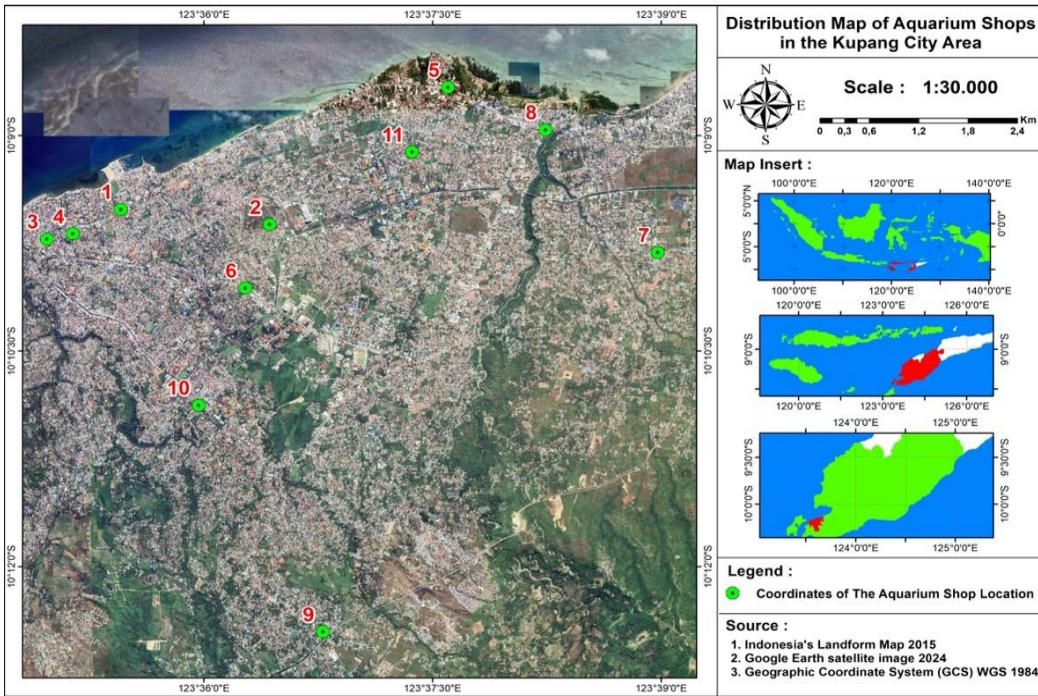 123°36'0"E 123°37'30"E 123°39'0"E
10°9'0"S
10°10'30"S
10°12'0"S
5
8
11
1
2
3
4
7
6
10
9
10°9'0"S
10°10'30"S
10°12'0"S
123°36'0"E 123°37'30"E 123°39'0"E
Distribution Map of Aquarium Shops
in the Kupang City Area
N
W E
S
Scale : 1:30.000
Km
0 0,3 0,6 1,2 1,8 2,4
Map Insert :
100°0'0"E 120°0'0"E 140°0'0"E
5°0'0"N
5°0'0"S
0°0'0"
100°0'0"E 120°0'0"E 140°0'0"E
120°0'0"E 123°0'0"E 126°0'0"E
9°0'0"S
9°0'0"S
120°0'0"E 123°0'0"E 126°0'0"E
124°0'0"E 125°0'0"E
9°30'0"S
10°0'0"S
9°30'0"S
10°0'0"S
124°0'0"E 125°0'0"E
Legend :
Coordinates of The Aquarium Shop Location
Source :
1. Indonesia's Landform Map 2015
2. Google Earth satellite image 2024
3. Geographic Coordinate System (GCS) WGS 1984